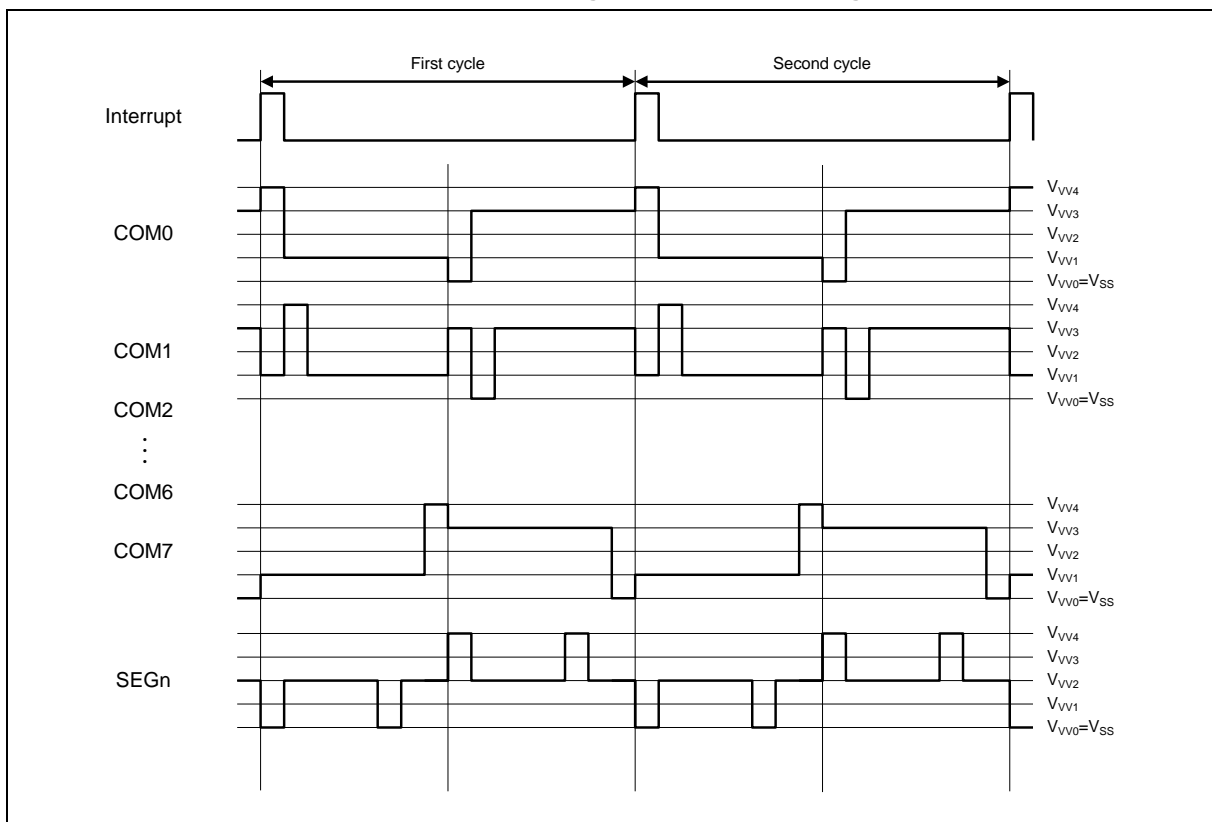 First cycle
Second cycle
Interrupt
COM0
VVV4
VVV3
VVV2
VVV1
VVV0=VSS
COM1
VVV4
VVV3
VVV2
VVV1
VVV0=VSS
COM2
COM6
COM7
VVV4
VVV3
VVV2
VVV1
VVV0=VSS
SEGn
VVV4
VVV3
VVV2
VVV1
VVV0=VSS